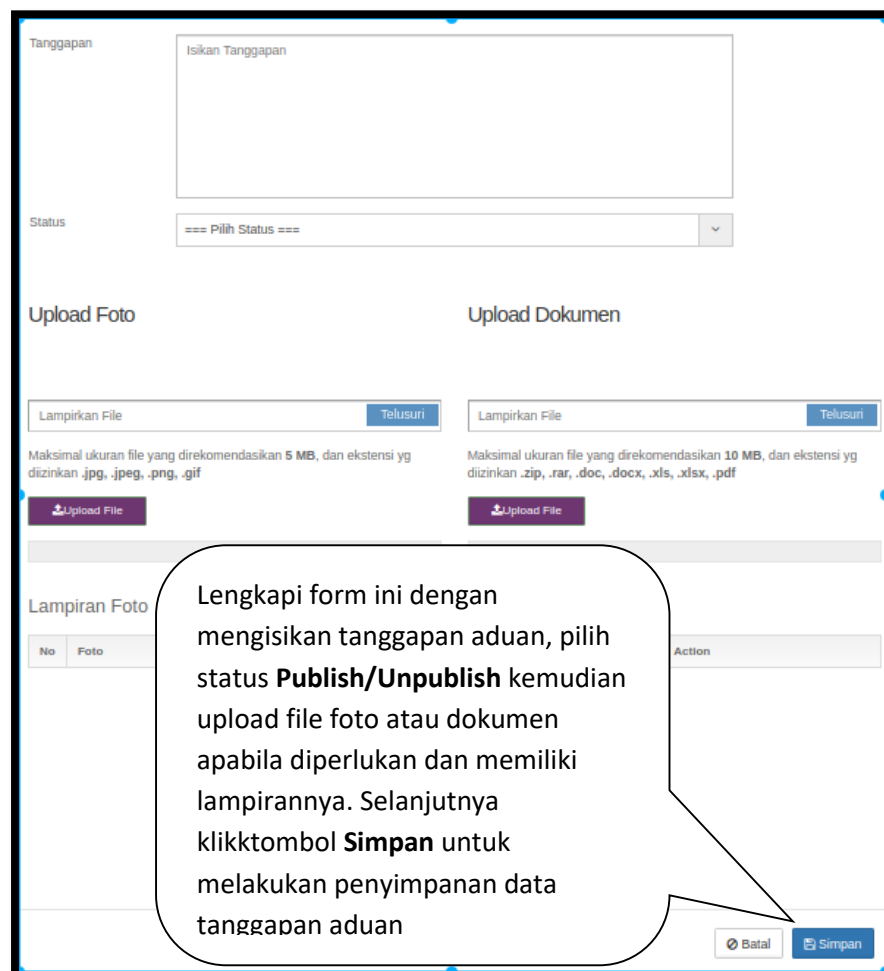 Tanggapan
Isikan Tanggapan
Status
=== Pilih Status ===
Upload Foto
Upload Dokumen
Lampirkan File
Telusuri
Lampirkan File
Telusuri
Maksimal ukuran file yang direkomendasikan 5 MB, dan ekstensi yg
diizinkan .jpg, .jpeg, .png, .gif
Maksimal ukuran file yang direkomendasikan 10 MB, dan ekstensi yg
diizinkan .zip, .rar, .doc, .docx, .xls, .xlsx, .pdf
Upload File
Upload File
Lampiran Foto
No Foto
Action
Lengkapi form ini dengan
mengisikan tanggapan aduan, pilih
status Publish/Unpublish kemudian
upload file foto atau dokumen
apabila diperlukan dan memiliki
lampirannya. Selanjutnya
klikktombol Simpan untuk
melakukan penyimpanan data
tanggapan aduan
Batal
Simpan